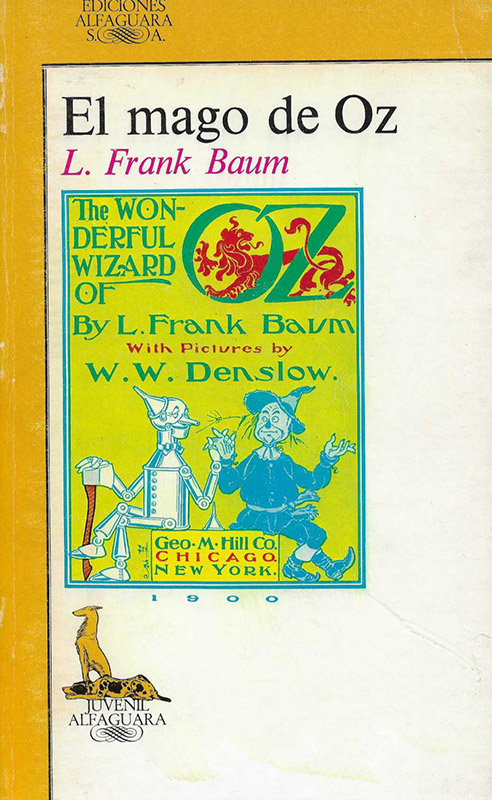 EDICIONES
ALFAGUARA
S. A.
El mago de Oz
L. Frank Baum
The WON-
DERFUL
WIZARD
OF
OZ
By L. Frank Baum
With Pictures by
W. W. Denslow.
Geo. M. Hill Co.
CHICAGO.
NEW YORK.
1900
JUVENIL
ALFAGUARA